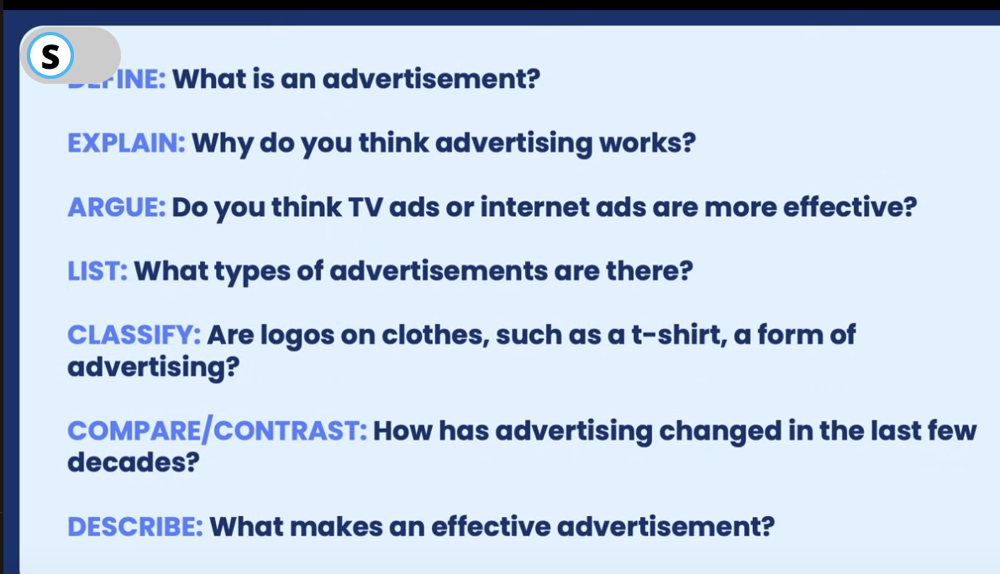 S
DEFINE: What is an advertisement?
EXPLAIN: Why do you think advertising works?
ARGUE: Do you think TV ads or internet ads are more effective?
LIST: What types of advertisements are there?
CLASSIFY: Are logos on clothes, such as a t-shirt, a form of
advertising?
COMPARE/CONTRAST: How has advertising changed in the last few
decades?
DESCRIBE: What makes an effective advertisement?